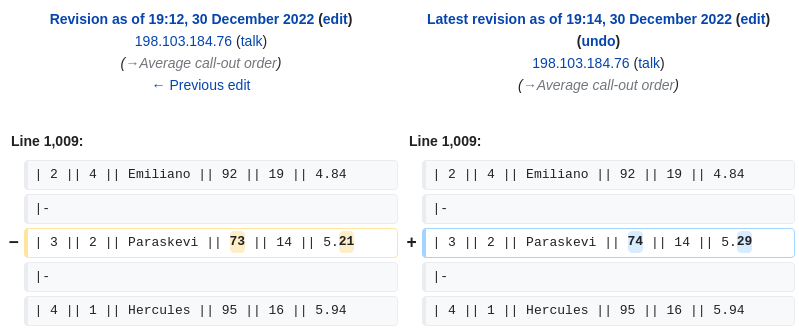 Revision as of 19:12, 30 December 2022 (edit)
198.103.184.76 (talk)
(→Average call-out order)
← Previous edit
Latest revision as of 19:14, 30 December 2022 (edit)
(undo)
198.103.184.76 (talk)
(→Average call-out order)
Line 1,009:
Line 1,009:
| 2 || 4 || Emiliano || 92 || 19 || 4.84
| 2 || 4 || Emiliano || 92 || 19 || 4.84
|-
|-
− | 3 || 2 || Paraskevi || 73 || 14 || 5.21
+ | 3 || 2 || Paraskevi || 74 || 14 || 5.29
|-
|-
| 4 || 1 || Hercules || 95 || 16 || 5.94
| 4 || 1 || Hercules || 95 || 16 || 5.94